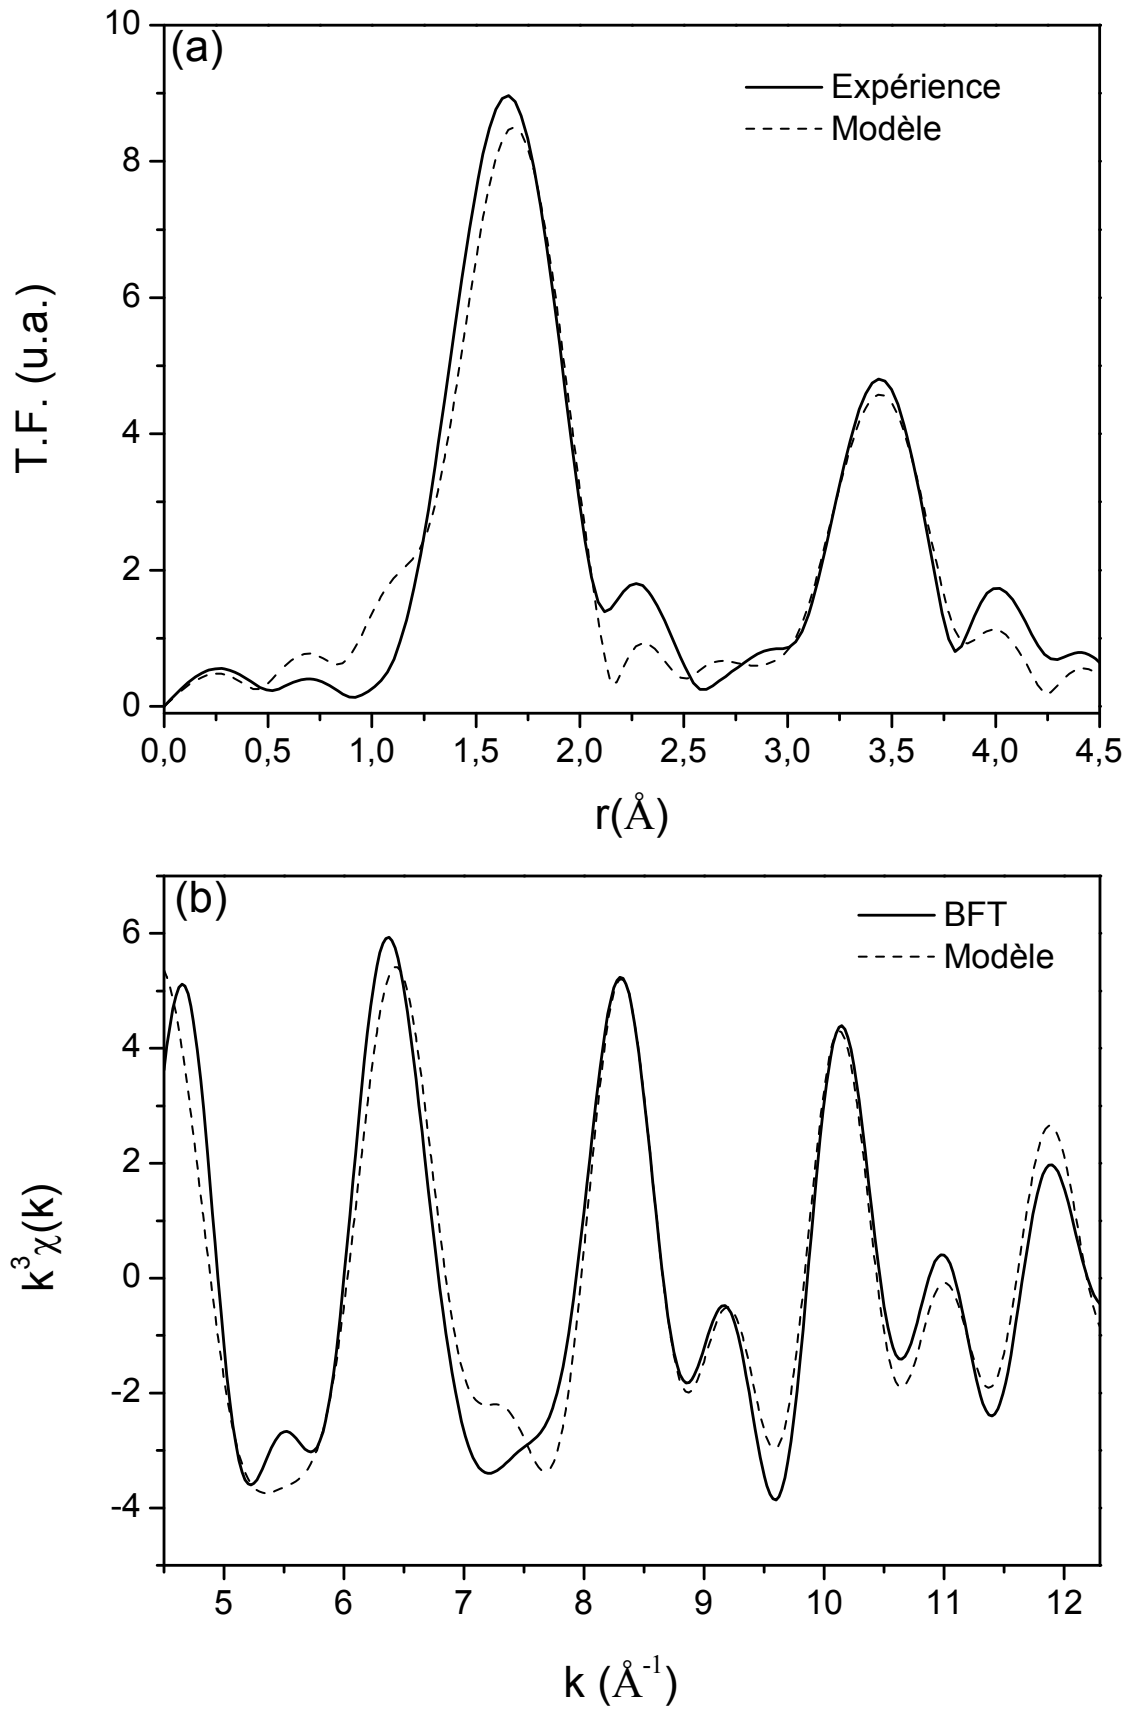 (a)
Expérience
Modèle
10
8
6
4
2
0
T.F. (u.a.)
0,0 0,5 1,0 1,5 2,0 2,5 3,0 3,5 4,0 4,5
r(Å)
(b)
BFT
Modèle
6
4
2
0
-2
-4
k³χ(k)
5 6 7 8 9 10 11 12
k (Å⁻¹)